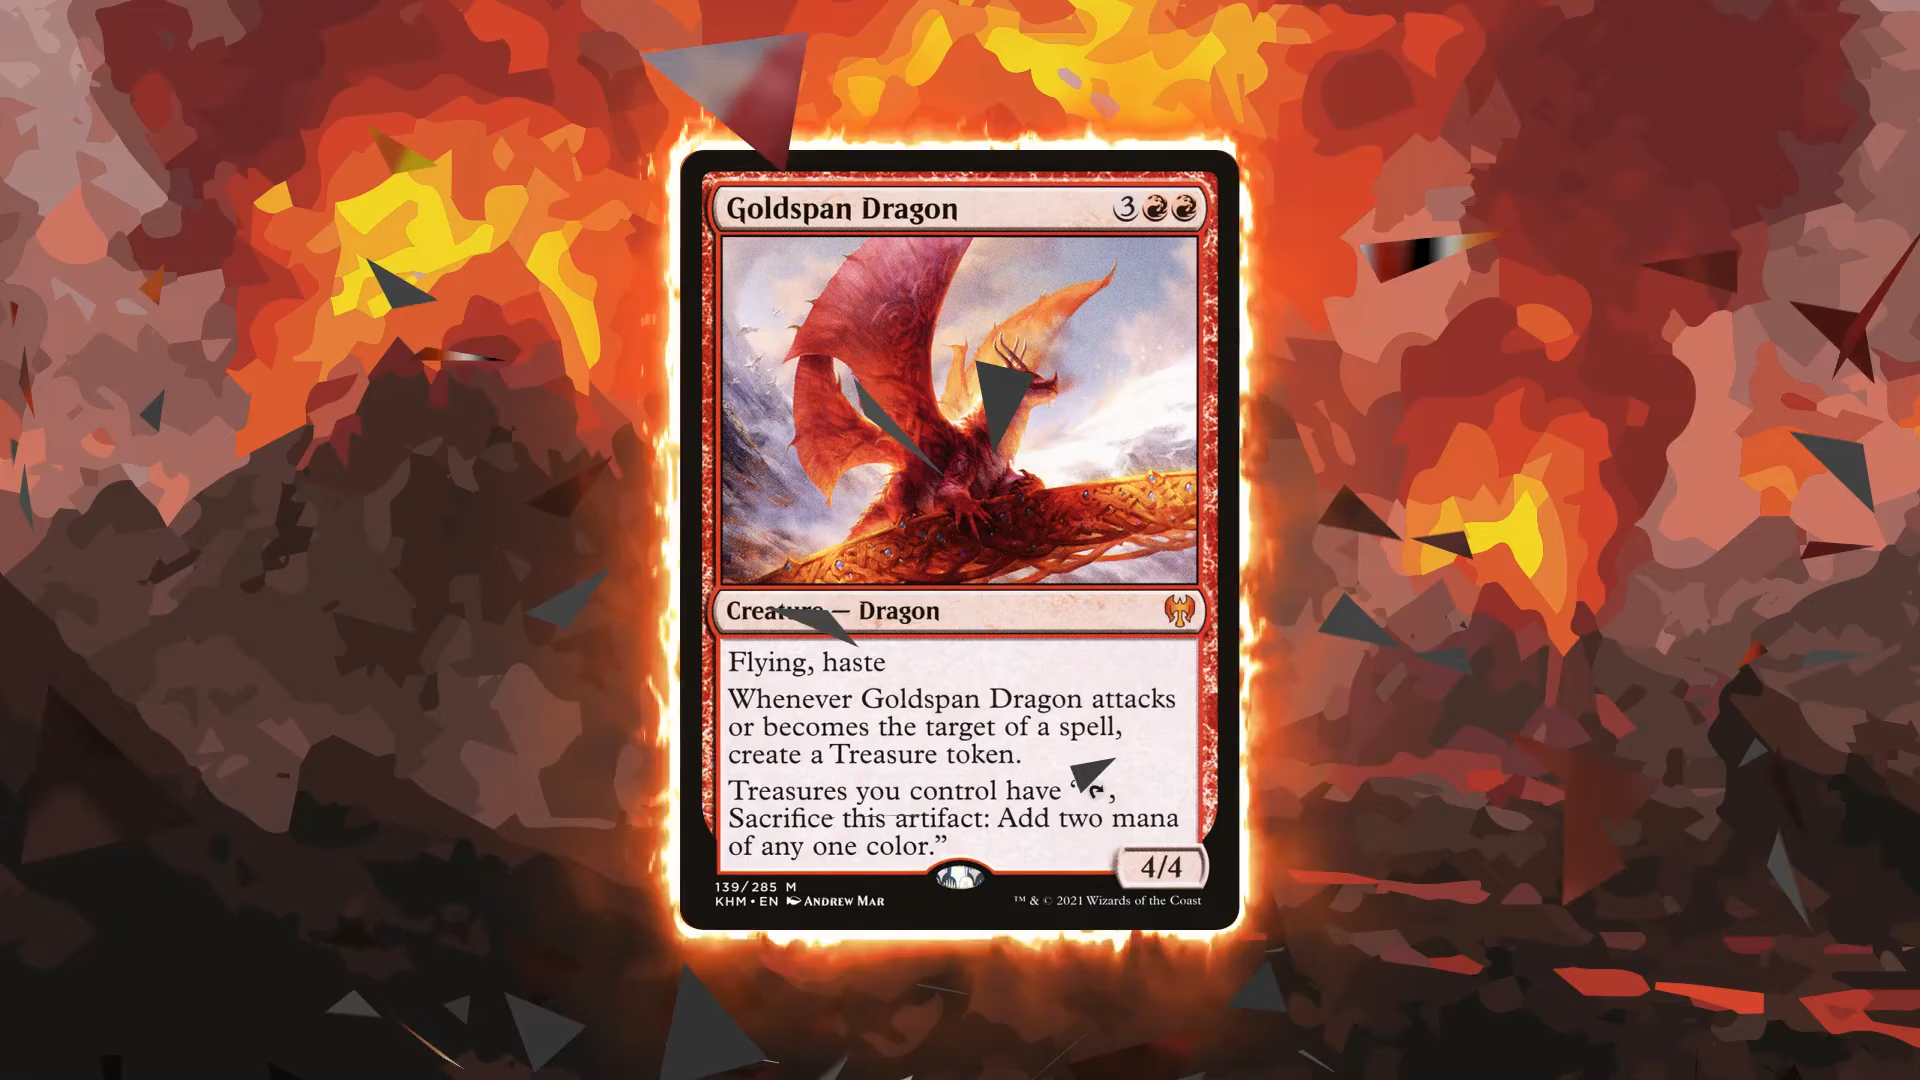 Goldspan Dragon 3
— Dragon
Flying, haste
Whenever Goldspan Dragon attacks
or becomes the target of a spell,
create a Treasure token.
Treasures you control have “ ,
Sacrifice this artifact: Add two mana
of any one color.”
4/4
139/285 M
KHM • EN ANDREW MAR
™ & © 2021 Wizards of the Coast